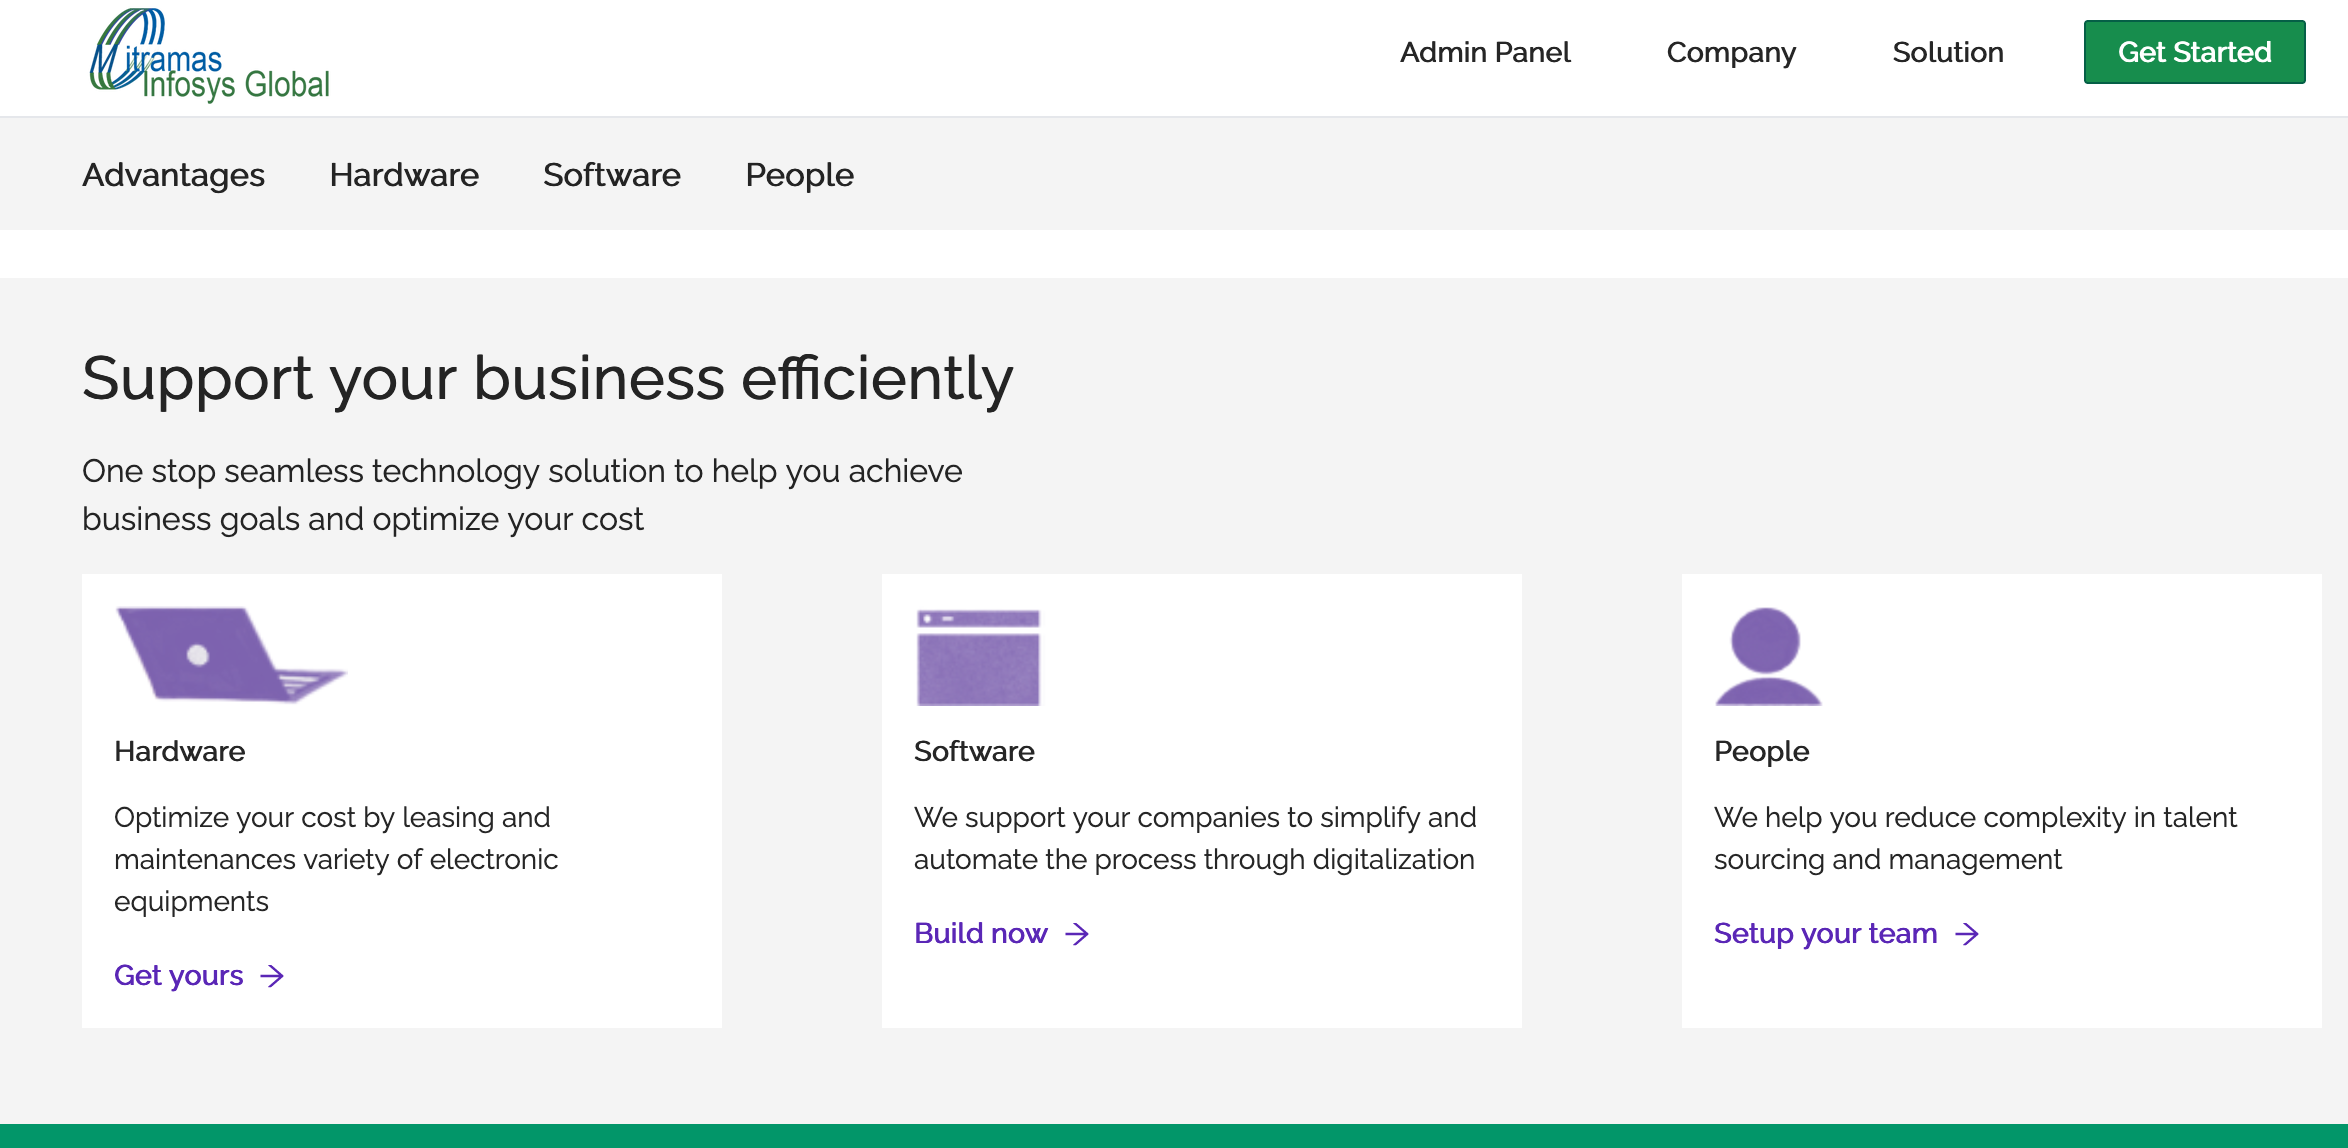 Mitramas
Infosys Global
Admin Panel
Company
Solution
Get Started
Advantages
Hardware
Software
People
Support your business efficiently
One stop seamless technology solution to help you achieve
business goals and optimize your cost
Hardware
Optimize your cost by leasing and
maintenances variety of electronic
equipments
Get yours →
Software
We support your companies to simplify and
automate the process through digitalization
Build now →
People
We help you reduce complexity in talent
sourcing and management
Setup your team →